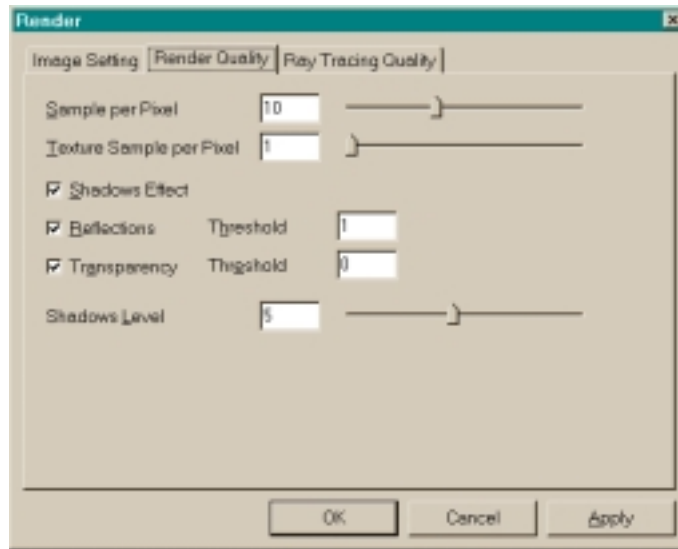 Render
Image Setting Render Quality Ray Tracing Quality
Sample per Pixel 10
Texture Sample per Pixel 1
Shadows Effect
Reflections Threshold 1
Transparency Threshold 0
Shadows Level 5
OK Cancel Apply